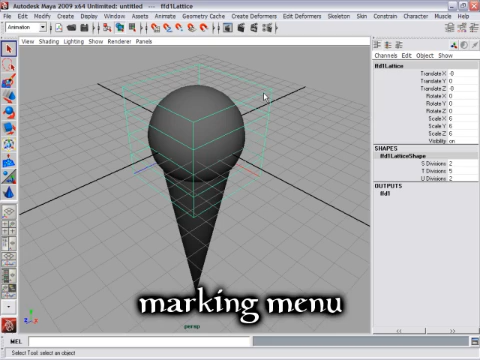 Autodesk Maya 2009 x64 Unlimited: untitled --- ffd1Lattice
File Edit Modify Create Display Window Assets Animate Geometry Cache Create Deformers Edit Deformers Skeleton Skin Constrain Character Muscle Help
Animation
View Shading Lighting Show Renderer Panels
Channels Edit Object Show
ffd1Lattice
Translate X -0
Translate Y 0
Translate Z -0
Rotate X 0
Rotate Y 0
Rotate Z 0
Scale X 6
Scale Y 6
Scale Z 6
Visibility on
SHAPES
ffd1LatticeShape
S Divisions 2
T Divisions 5
U Divisions 2
OUTPUTS
ffd1
marking menu
persp
MEL
Select Tool: select an object